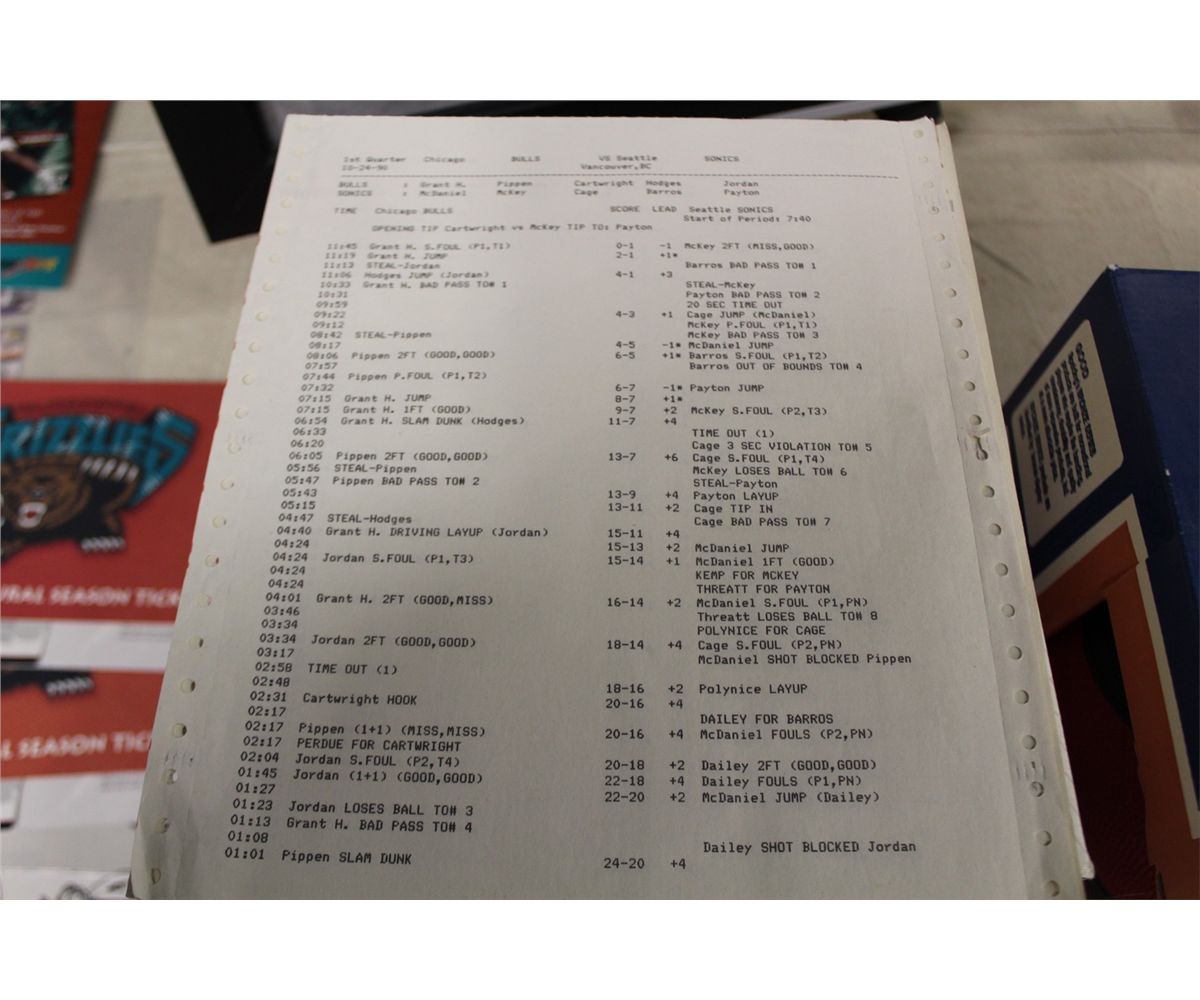 1st Quarter Chicago BULLS VS Seattle SONICS
10-24-90 Vancouver,BC
BULLS : Grant H. Pippen Cartwright Hodges Jordan
SONICS : McDaniel McKey Cage Barros Payton
TIME Chicago BULLS SCORE LEAD Seattle SONICS
Start of Period: 7:40
OPENING TIP Cartwright vs McKey TIP TO: Payton
11:45 Grant H. S.FOUL (P1,T1) 0-1 -1 McKey 2FT (MISS,GOOD)
11:19 Grant H. JUMP 2-1 +1*
11:13 STEAL-Jordan Barros BAD PASS TO# 1
11:06 Hodges JUMP (Jordan) 4-1 +3
10:33 Grant H. BAD PASS TO# 1 STEAL-McKey
10:31 Payton BAD PASS TO# 2
09:59 20 SEC TIME OUT
09:22 4-3 +1 Cage JUMP (McDaniel)
09:12 McKey P.FOUL (P1,T1)
08:42 STEAL-Pippen McKey BAD PASS TO# 3
08:17 4-5 -1* McDaniel JUMP
08:06 Pippen 2FT (GOOD,GOOD) 6-5 +1* Barros S.FOUL (P1,T2)
07:57 Barros OUT OF BOUNDS TO# 4
07:44 Pippen P.FOUL (P1,T2)
07:32 6-7 -1* Payton JUMP
07:15 Grant H. JUMP 8-7 +1*
07:15 Grant H. 1FT (GOOD) 9-7 +2 McKey S.FOUL (P2,T3)
06:54 Grant H. SLAM DUNK (Hodges) 11-7 +4
06:33 TIME OUT (1)
06:20 Cage 3 SEC VIOLATION TO# 5
06:05 Pippen 2FT (GOOD,GOOD) 13-7 +6 Cage S.FOUL (P1,T4)
05:56 STEAL-Pippen McKey LOSES BALL TO# 6
05:47 Pippen BAD PASS TO# 2 STEAL-Payton
05:43 13-9 +4 Payton LAYUP
05:15 13-11 +2 Cage TIP IN
04:47 STEAL-Hodges Cage BAD PASS TO# 7
04:40 Grant H. DRIVING LAYUP (Jordan) 15-11 +4
04:24 15-13 +2 McDaniel JUMP
04:24 Jordan S.FOUL (P1,T3) 15-14 +1 McDaniel 1FT (GOOD)
04:24 KEMP FOR MCKEY
04:24 THREATT FOR PAYTON
04:01 Grant H. 2FT (GOOD,MISS) 16-14 +2 McDaniel S.FOUL (P1,PN)
03:46 Threatt LOSES BALL TO# 8
03:34 POLYNICE FOR CAGE
03:34 Jordan 2FT (GOOD,GOOD) 18-14 +4 Cage S.FOUL (P2,PN)
03:17 McDaniel SHOT BLOCKED Pippen
02:58 TIME OUT (1)
02:48 18-16 +2 Polynice LAYUP
02:31 Cartwright HOOK 20-16 +4
02:17 DAILEY FOR BARROS
02:17 Pippen (1+1) (MISS,MISS) 20-16 +4 McDaniel FOULS (P2,PN)
02:17 PERDUE FOR CARTWRIGHT
02:04 Jordan S.FOUL (P2,T4) 20-18 +2 Dailey 2FT (GOOD,GOOD)
01:45 Jordan (1+1) (GOOD,GOOD) 22-18 +4 Dailey FOULS (P1,PN)
01:27 22-20 +2 McDaniel JUMP (Dailey)
01:23 Jordan LOSES BALL TO# 3
01:13 Grant H. BAD PASS TO# 4
01:08 Dailey SHOT BLOCKED Jordan
01:01 Pippen SLAM DUNK 24-20 +4
GRIZZLIES
URAL SEASON TICK
L SEASON TIC
GOOD